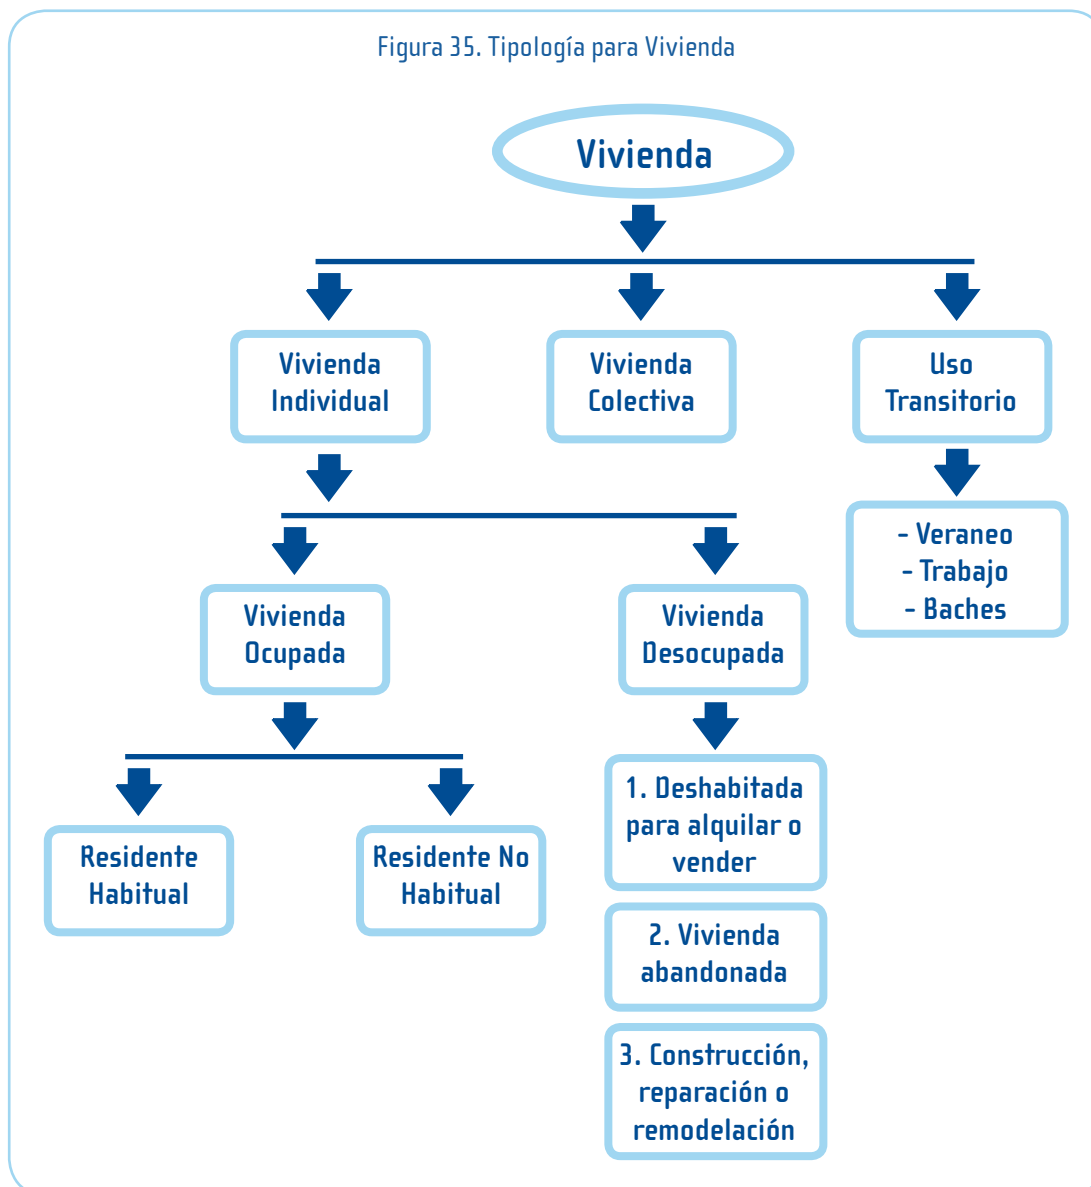 Figura 35. Tipología para Vivienda
Vivienda
Vivienda
Individual
Vivienda
Colectiva
Uso
Transitorio
- Veraneo
- Trabajo
- Baches
Vivienda
Ocupada
Vivienda
Desocupada
Residente
Habitual
Residente No
Habitual
1. Deshabitada
para alquilar o
vender
2. Vivienda
abandonada
3. Construcción,
reparación o
remodelación